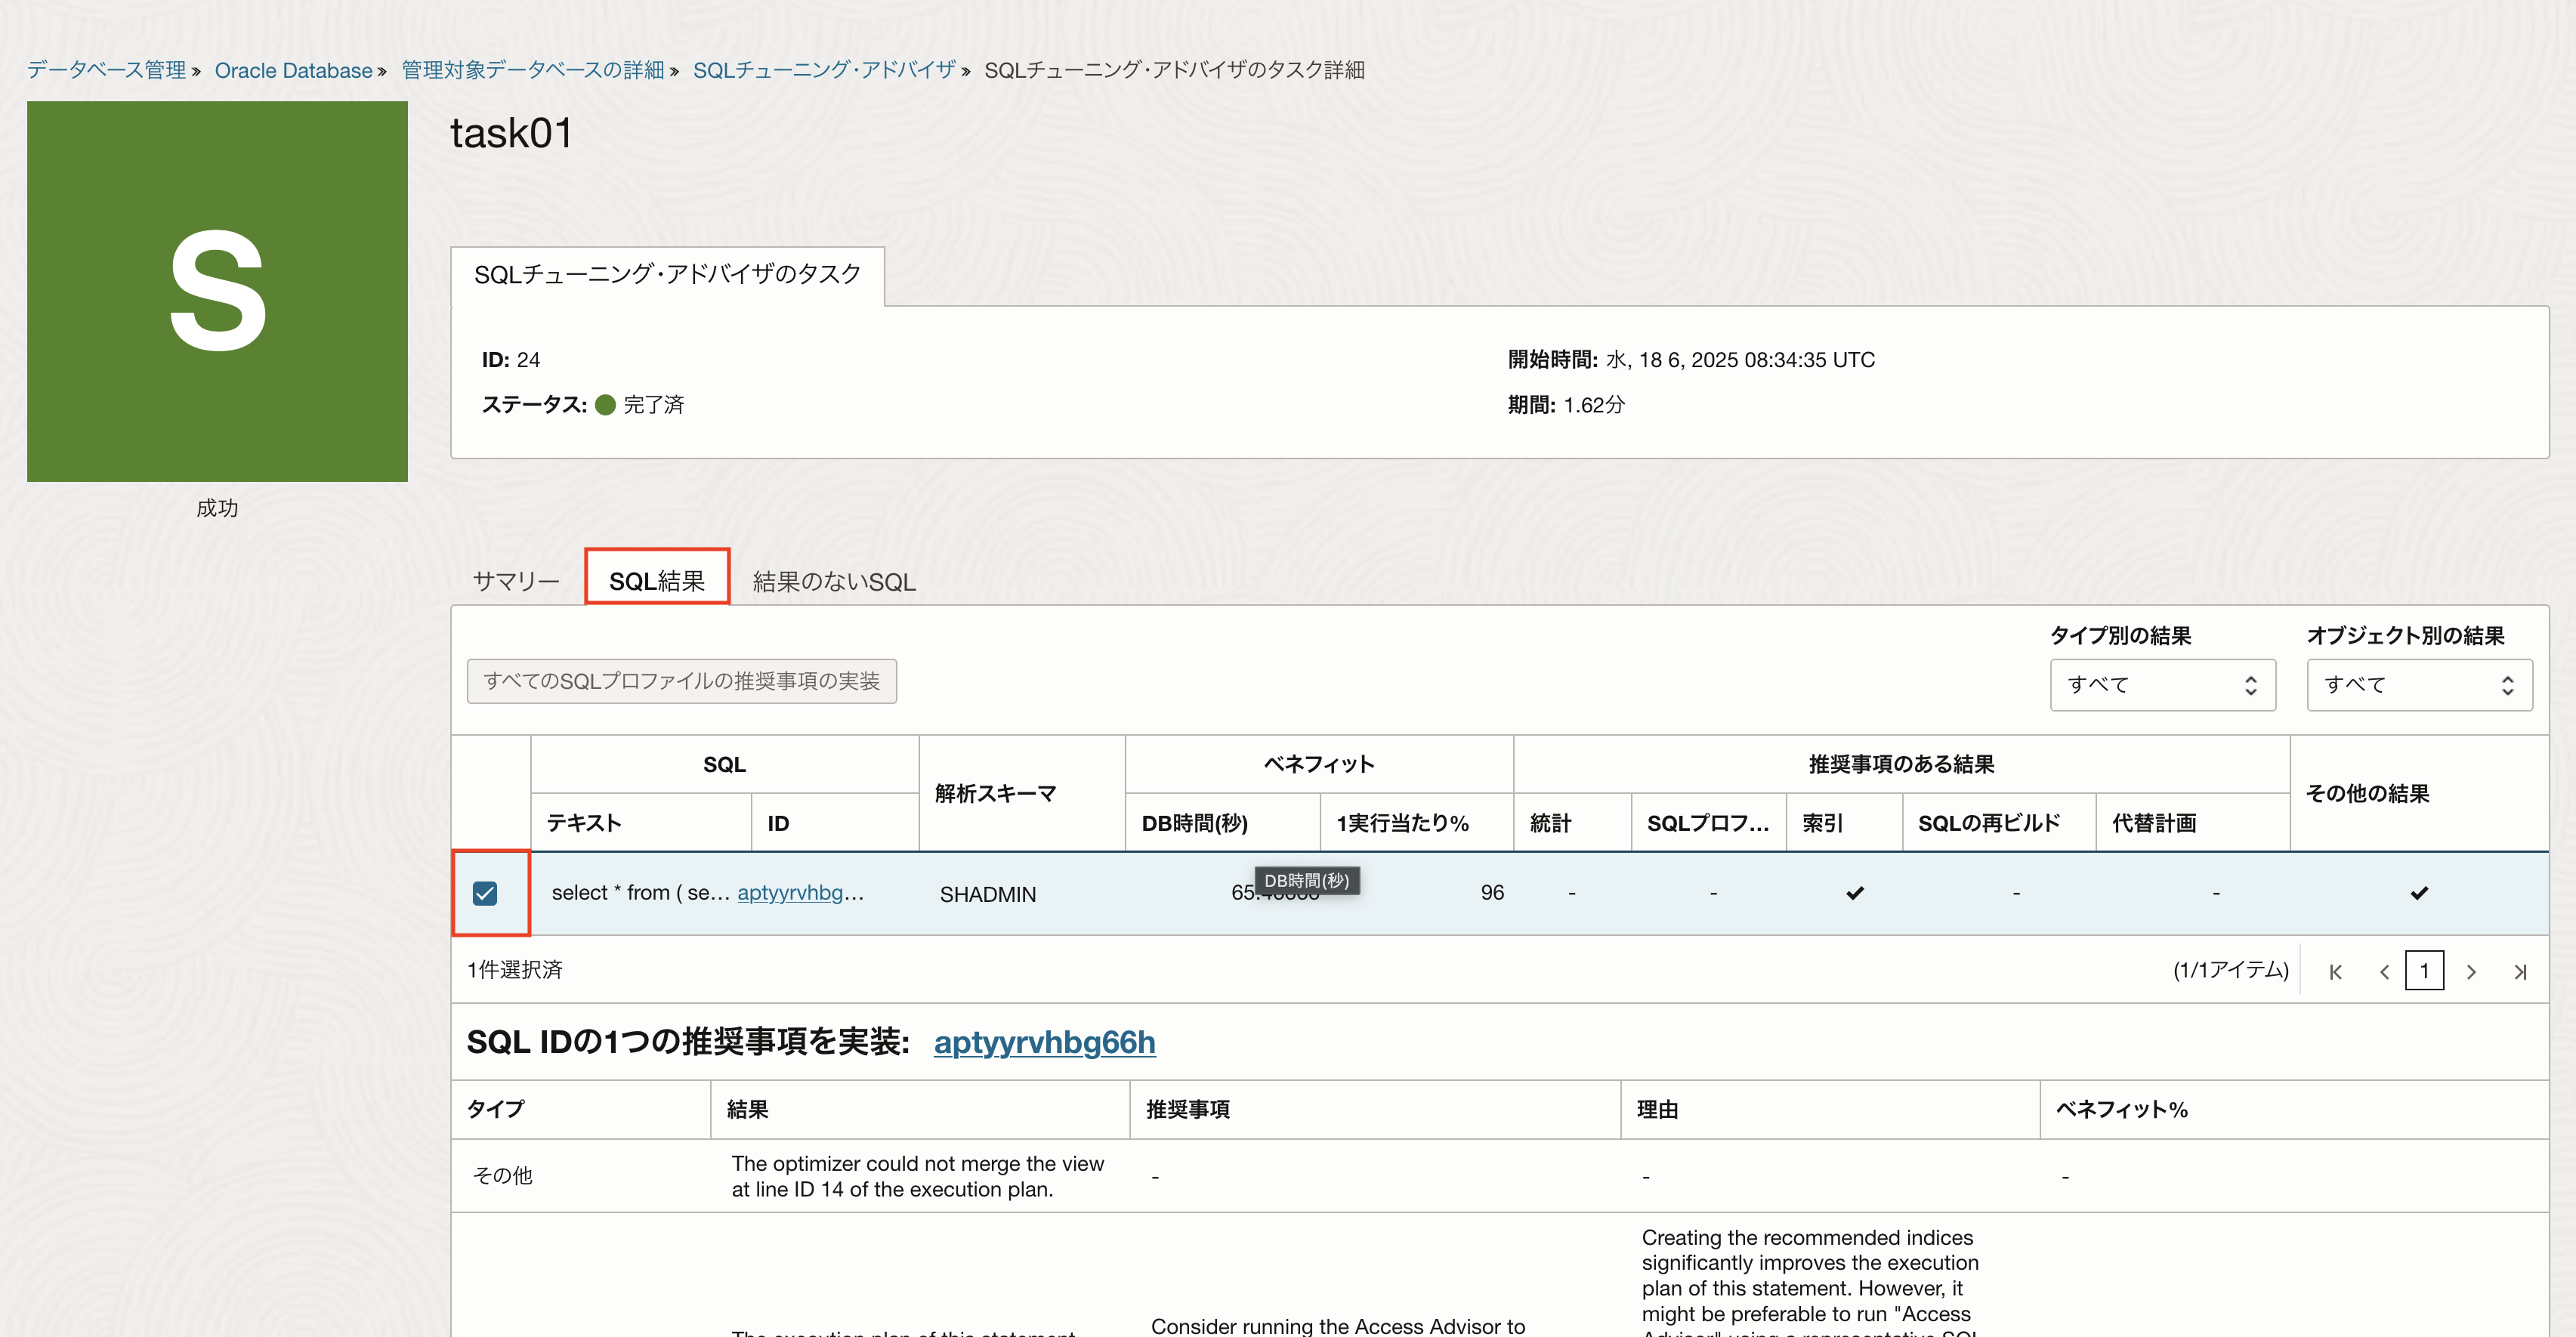 データベース管理 » Oracle Database » 管理対象データベースの詳細 » SQLチューニング・アドバイザ » SQLチューニング・アドバイザのタスク詳細
S
成功
task01
SQLチューニング・アドバイザのタスク
ID: 24
ステータス: 完了済
開始時間: 水, 18 6, 2025 08:34:35 UTC
期間: 1.62分
サマリー SQL結果 結果のないSQL
タイプ別の結果 オブジェクト別の結果
すべてのSQLプロファイルの推奨事項の実装 すべて すべて
SQL 解析スキーマ ベネフィット 推奨事項のある結果 その他の結果
テキスト ID DB時間(秒) 1実行当たり% 統計 SQLプロフ... 索引 SQLの再ビルド 代替計画
DB時間(秒)
select * from ( se... aptyyrvhbg... SHADMIN 96 - - ✓ - - ✓
1件選択済 (1/1アイテム) 1
SQL IDの1つの推奨事項を実装: aptyyrvhbg66h
タイプ 結果 推奨事項 理由 ベネフィット%
その他
The optimizer could not merge the view
at line ID 14 of the execution plan.
- - -
The execution plan of this statement
Consider running the Access Advisor to
Creating the recommended indices
significantly improves the execution
plan of this statement. However, it
might be preferable to run "Access
Advisor" using a representative SQL